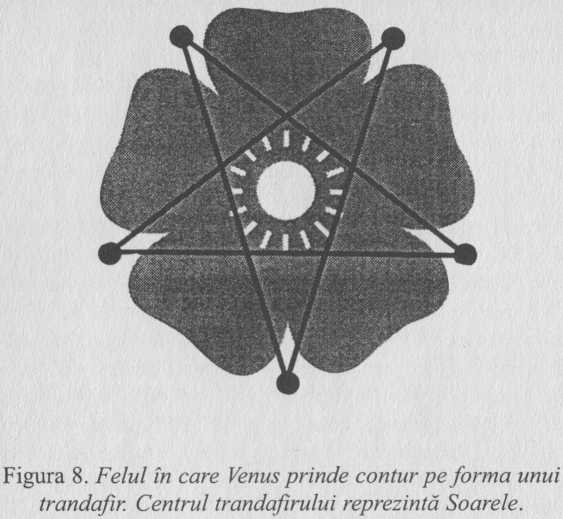 Figura 8. Felul în care Venus prinde contur pe forma unui
trandafir. Centrul trandafirului reprezintă Soarele.